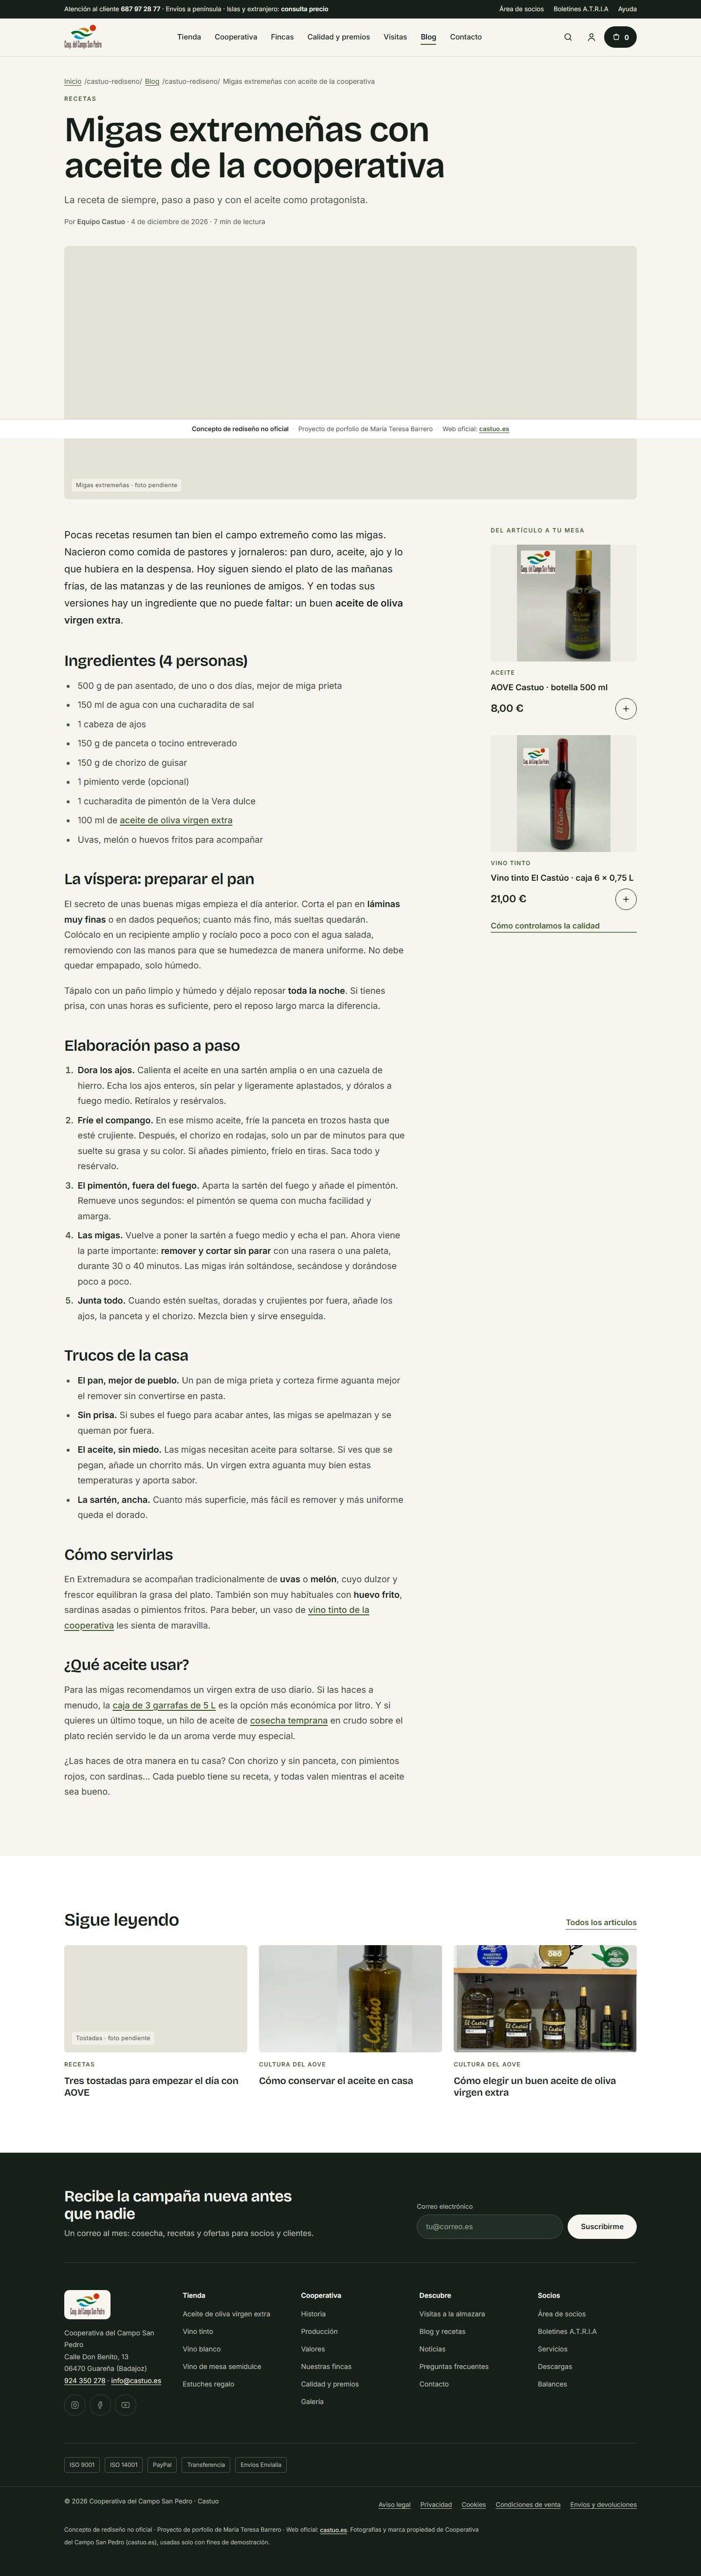 Atención al cliente 687 97 28 77 · Envíos a península · Islas y extranjero: consulta precio
Área de socios Boletines A.T.R.I.A Ayuda
Coop. del Campo San Pedro
Tienda Cooperativa Fincas Calidad y premios Visitas Blog Contacto
0
Inicio /castuo-rediseno/ Blog /castuo-rediseno/ Migas extremeñas con aceite de la cooperativa
RECETAS
Migas extremeñas con
aceite de la cooperativa
La receta de siempre, paso a paso y con el aceite como protagonista.
Por Equipo Castuo · 4 de diciembre de 2026 · 7 min de lectura
Concepto de rediseño no oficial · Proyecto de porfolio de María Teresa Barrero · Web oficial: castuo.es
Migas extremeñas · foto pendiente
Pocas recetas resumen tan bien el campo extremeño como las migas.
Nacieron como comida de pastores y jornaleros: pan duro, aceite, ajo y lo
que hubiera en la despensa. Hoy siguen siendo el plato de las mañanas
frías, de las matanzas y de las reuniones de amigos. Y en todas sus
versiones hay un ingrediente que no puede faltar: un buen aceite de oliva
virgen extra.
Ingredientes (4 personas)
• 500 g de pan asentado, de uno o dos días, mejor de miga prieta
• 150 ml de agua con una cucharadita de sal
• 1 cabeza de ajos
• 150 g de panceta o tocino entreverado
• 150 g de chorizo de guisar
• 1 pimiento verde (opcional)
• 1 cucharadita de pimentón de la Vera dulce
• 100 ml de aceite de oliva virgen extra
• Uvas, melón o huevos fritos para acompañar
La víspera: preparar el pan
El secreto de unas buenas migas empieza el día anterior. Corta el pan en láminas
muy finas o en dados pequeños; cuanto más fino, más sueltas quedarán.
Colócalo en un recipiente amplio y rocíalo poco a poco con el agua salada,
removiendo con las manos para que se humedezca de manera uniforme. No debe
quedar empapado, solo húmedo.
Tápalo con un paño limpio y húmedo y déjalo reposar toda la noche. Si tienes
prisa, con unas horas es suficiente, pero el reposo largo marca la diferencia.
Elaboración paso a paso
1. Dora los ajos. Calienta el aceite en una sartén amplia o en una cazuela de
hierro. Echa los ajos enteros, sin pelar y ligeramente aplastados, y dóralos a
fuego medio. Retíralos y resérvalos.
2. Fríe el compango. En ese mismo aceite, fríe la panceta en trozos hasta que
esté crujiente. Después, el chorizo en rodajas, solo un par de minutos para que
suelte su grasa y su color. Si añades pimiento, fríelo en tiras. Saca todo y
resérvalo.
3. El pimentón, fuera del fuego. Aparta la sartén del fuego y añade el pimentón.
Remueve unos segundos: el pimentón se quema con mucha facilidad y
amarga.
4. Las migas. Vuelve a poner la sartén a fuego medio y echa el pan. Ahora viene
la parte importante: remover y cortar sin parar con una rasera o una paleta,
durante 30 o 40 minutos. Las migas irán soltándose, secándose y dorándose
poco a poco.
5. Junta todo. Cuando estén sueltas, doradas y crujientes por fuera, añade los
ajos, la panceta y el chorizo. Mezcla bien y sirve enseguida.
Trucos de la casa
• El pan, mejor de pueblo. Un pan de miga prieta y corteza firme aguanta mejor
el remover sin convertirse en pasta.
• Sin prisa. Si subes el fuego para acabar antes, las migas se apelmazan y se
queman por fuera.
• El aceite, sin miedo. Las migas necesitan aceite para soltarse. Si ves que se
pegan, añade un chorrito más. Un virgen extra aguanta muy bien estas
temperaturas y aporta sabor.
• La sartén, ancha. Cuanto más superficie, más fácil es remover y más uniforme
queda el dorado.
Cómo servirlas
En Extremadura se acompañan tradicionalmente de uvas o melón, cuyo dulzor y
frescor equilibran la grasa del plato. También son muy habituales con huevo frito,
sardinas asadas o pimientos fritos. Para beber, un vaso de vino tinto de la
cooperativa les sienta de maravilla.
¿Qué aceite usar?
Para las migas recomendamos un virgen extra de uso diario. Si las haces a
menudo, la caja de 3 garrafas de 5 L es la opción más económica por litro. Y si
quieres un último toque, un hilo de aceite de cosecha temprana en crudo sobre el
plato recién servido le da un aroma verde muy especial.
¿Las haces de otra manera en tu casa? Con chorizo y sin panceta, con pimientos
rojos, con sardinas... Cada pueblo tiene su receta, y todas valen mientras el aceite
sea bueno.
DEL ARTÍCULO A TU MESA
Coop. del Campo San Pedro
ACEITE
AOVE Castuo · botella 500 ml
8,00 €
Coop. del Campo San Pedro
El Castúo
VINO TINTO
Vino tinto El Castúo · caja 6 × 0,75 L
21,00 €
Cómo controlamos la calidad
Sigue leyendo
Todos los artículos
Tostadas · foto pendiente
RECETAS
Tres tostadas para empezar el día con
AOVE
El Castuo
CULTURA DEL AOVE
Cómo conservar el aceite en casa
ORO
El Castuo
El Castuo
El Castuo
CULTURA DEL AOVE
Cómo elegir un buen aceite de oliva
virgen extra
Recibe la campaña nueva antes
que nadie
Un correo al mes: cosecha, recetas y ofertas para socios y clientes.
Correo electrónico
tu@correo.es
Suscribirme
Coop. del Campo San Pedro
Cooperativa del Campo San
Pedro
Calle Don Benito, 13
06470 Guareña (Badajoz)
924 350 278 · info@castuo.es
Tienda
Aceite de oliva virgen extra
Vino tinto
Vino blanco
Vino de mesa semidulce
Estuches regalo
Cooperativa
Historia
Producción
Valores
Nuestras fincas
Calidad y premios
Galería
Descubre
Visitas a la almazara
Blog y recetas
Noticias
Preguntas frecuentes
Contacto
Socios
Área de socios
Boletines A.T.R.I.A
Servicios
Descargas
Balances
ISO 9001 ISO 14001 PayPal Transferencia Envíos Envialia
© 2026 Cooperativa del Campo San Pedro · Castuo
Aviso legal Privacidad Cookies Condiciones de venta Envíos y devoluciones
Concepto de rediseño no oficial · Proyecto de porfolio de María Teresa Barrero · Web oficial: castuo.es. Fotografías y marca propiedad de Cooperativa
del Campo San Pedro (castuo.es), usadas solo con fines de demostración.